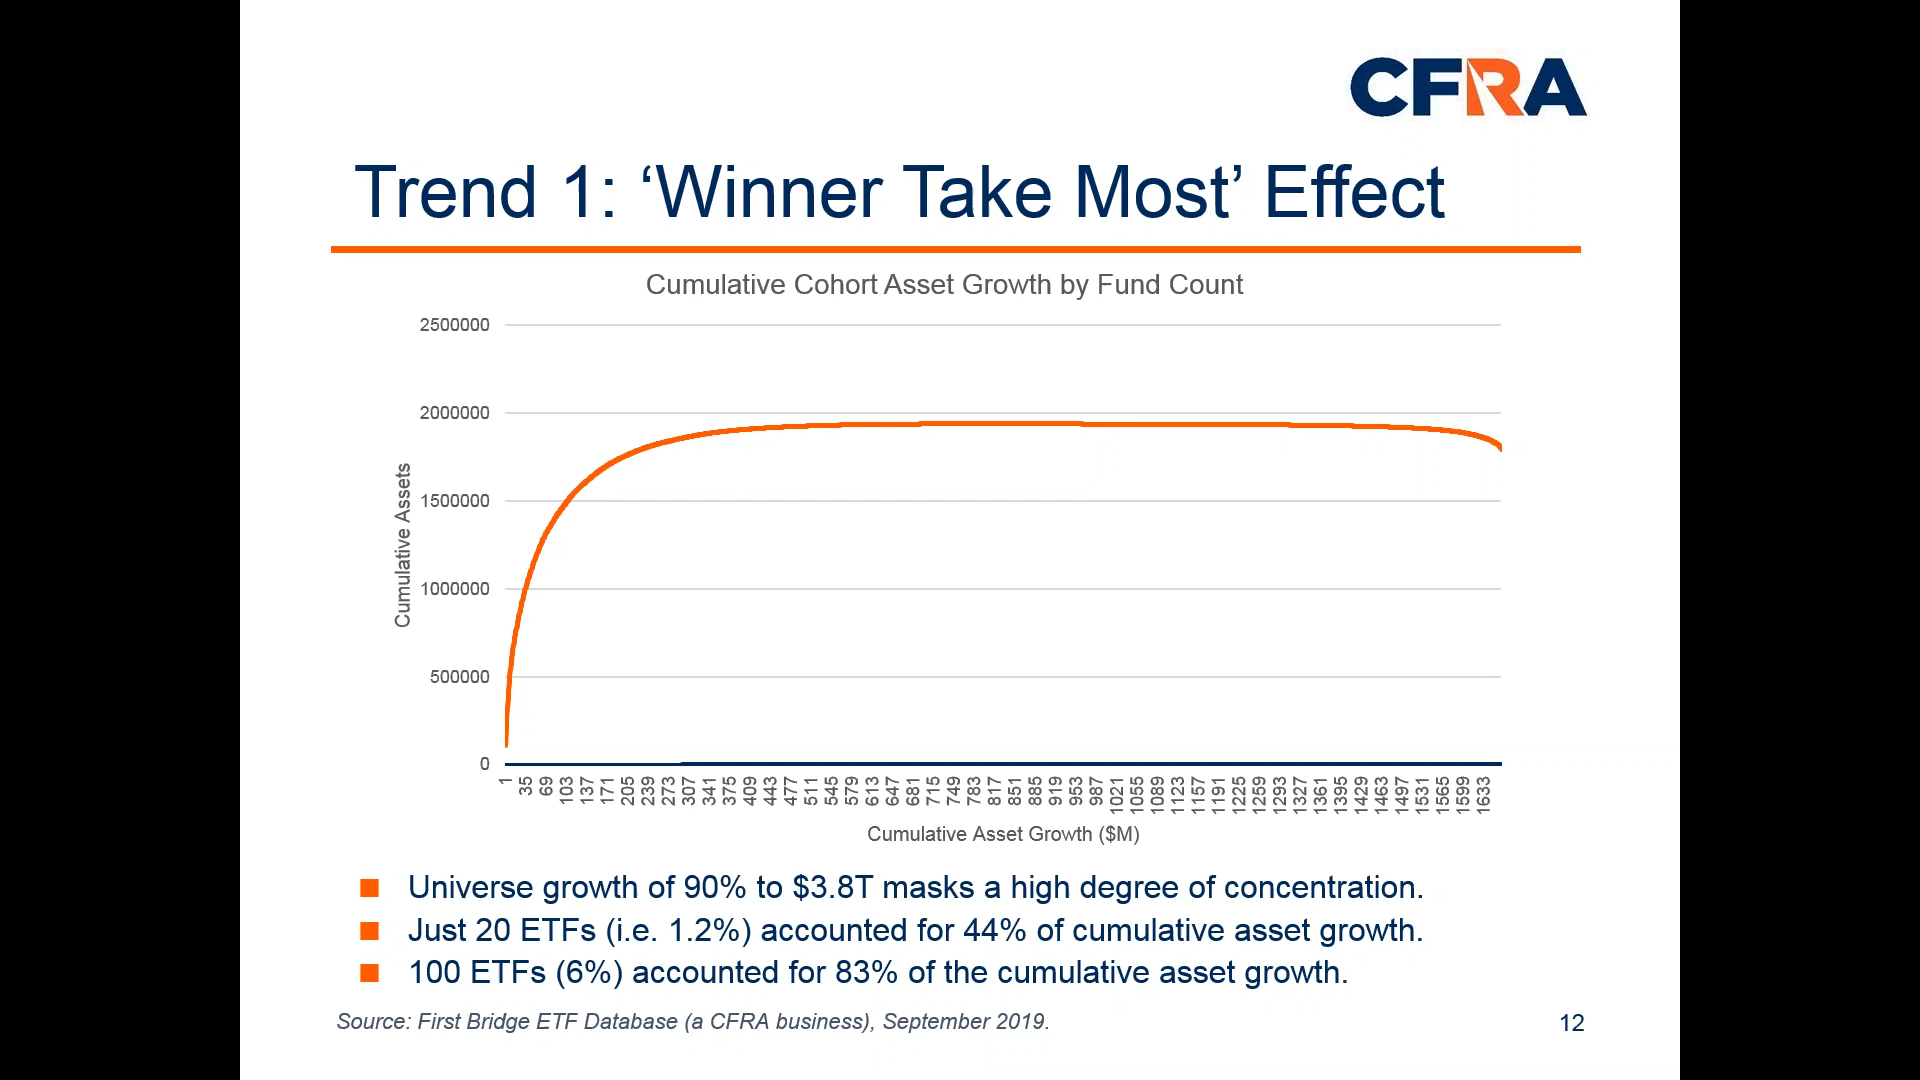 CFRA
Trend 1: ‘Winner Take Most’ Effect
Cumulative Cohort Asset Growth by Fund Count
2500000
2000000
1500000
1000000
500000
0
Cumulative Assets
1 35 69 103 137 171 205 239 273 307 341 375 409 443 477 511 545 579 613 647 681 715 749 783 817 851 885 919 953 987 1021 1055 1089 1123 1157 1191 1225 1259 1293 1327 1361 1395 1429 1463 1497 1531 1565 1599 1633
Cumulative Asset Growth ($M)
Universe growth of 90% to $3.8T masks a high degree of concentration.
Just 20 ETFs (i.e. 1.2%) accounted for 44% of cumulative asset growth.
100 ETFs (6%) accounted for 83% of the cumulative asset growth.
Source: First Bridge ETF Database (a CFRA business), September 2019.
12